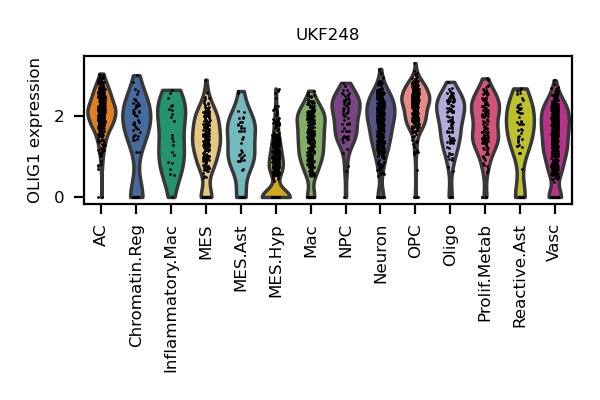 UKF248
OLIG1 expression
2
0
AC
Chromatin.Reg
Inflammatory.Mac
MES
MES.Ast
MES.Hyp
Mac
NPC
Neuron
OPC
Oligo
Prolif.Metab
Reactive.Ast
Vasc